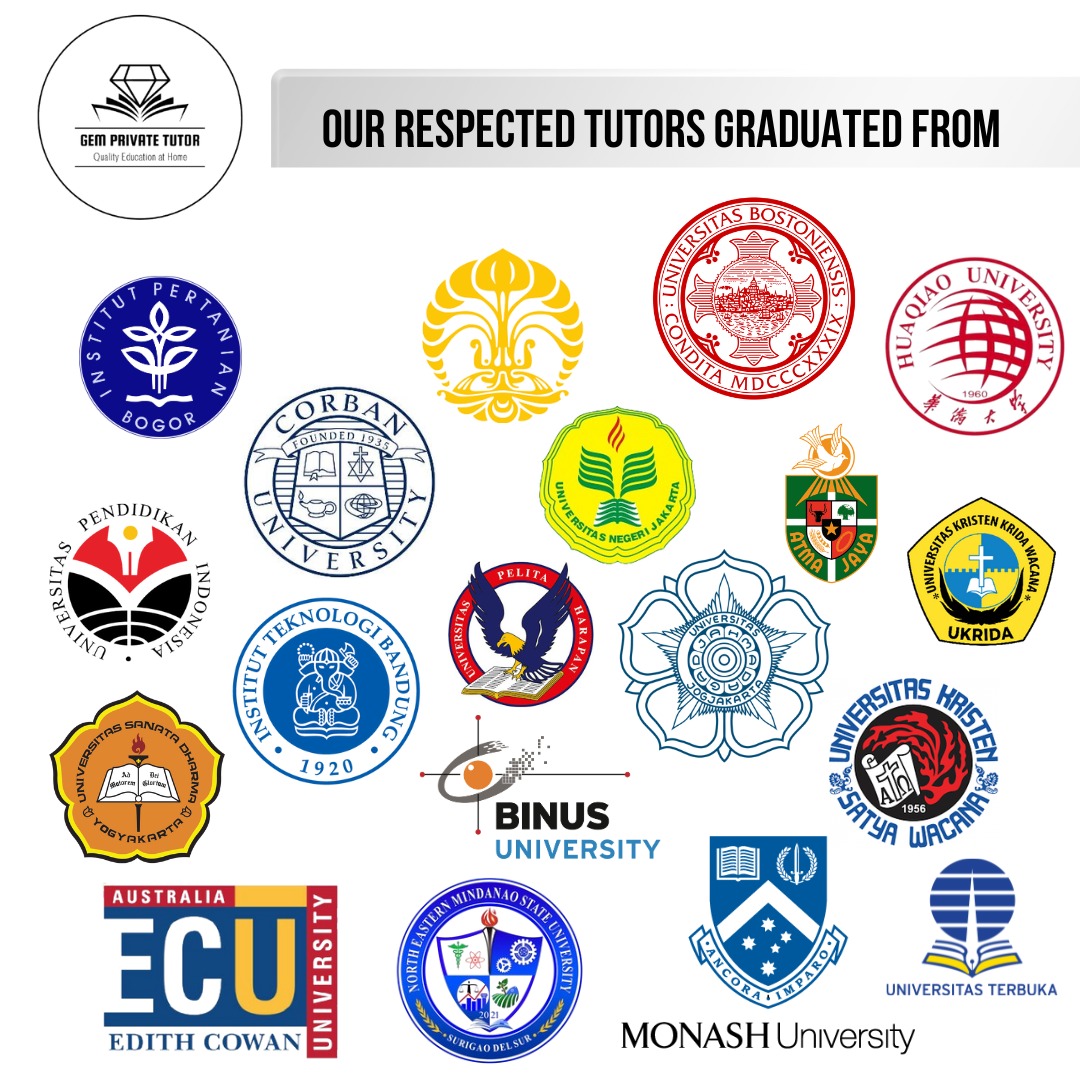 GEM PRIVATE TUTOR
Quality Education at Home
OUR RESPECTED TUTORS GRADUATED FROM
INSTITUT PERTANIAN
BOGOR
: UNIVERSITAS BOSTONIENSIS :
CONDITA MDCCCXXXIX
HUAQIAO UNIVERSITY
1960
华侨大学
CORBAN
FOUNDED 1935
UNIVERSITY
UNIVERSITAS NEGERI JAKARTA
ATMA JAYA
UNIVERSITAS PENDIDIKAN INDONESIA
*UNIVERSITAS KRISTEN KRIDA WACANA*
UKRIDA
UNIVERSITAS PELITA HARAPAN
INSTITUT TEKNOLOGI BANDUNG
• 1920 •
UNIVERSITAS
GADJAH MADA
JOGJAKARTA
UNIVERSITAS SANATA DHARMA
Ad Dei
Maiorem Gloriam
YOGYAKARTA
BINUS
UNIVERSITY
UNIVERSITAS KRISTEN
1956
SATYA WACANA
AUSTRALIA
ECU
UNIVERSITY
EDITH COWAN
NORTH EASTERN MINDANAO STATE UNIVERSITY
2021
• SURIGAO DEL SUR •
• ANCORA • IMPARO •
MONASH University
UNIVERSITAS TERBUKA